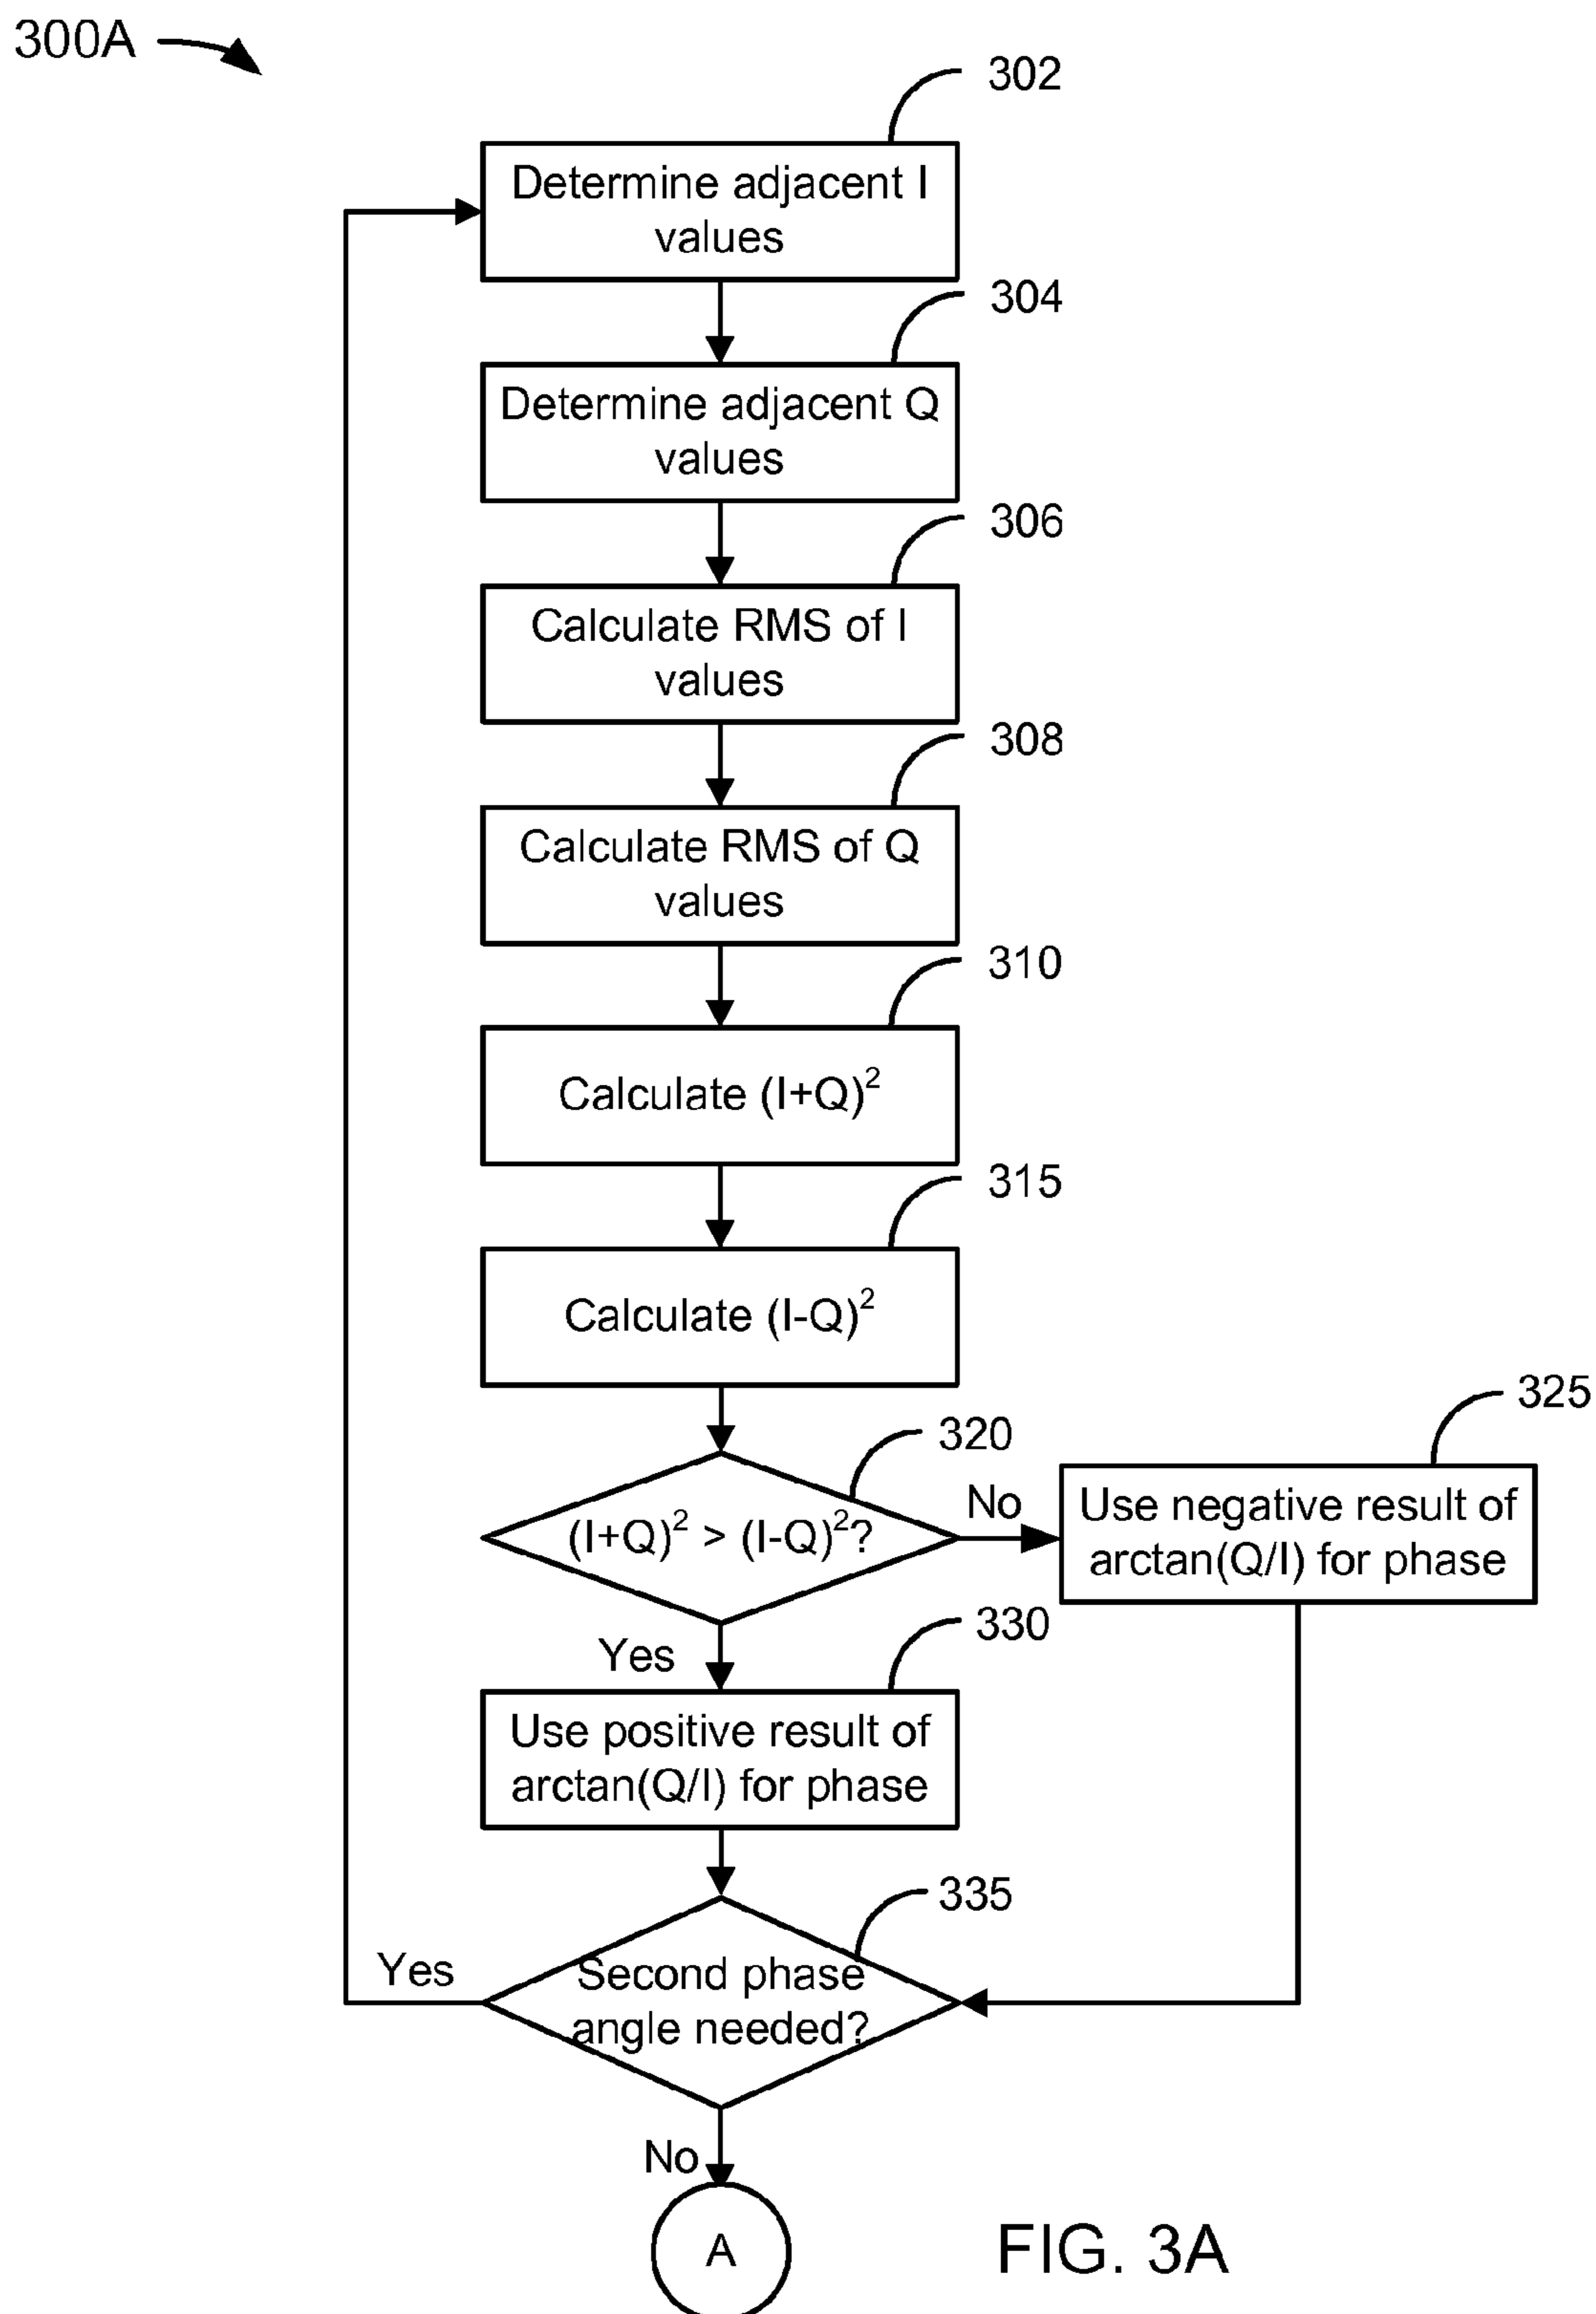 300A
302
Determine adjacent I
values
304
Determine adjacent Q
values
306
Calculate RMS of I
values
308
Calculate RMS of Q
values
310
Calculate (I+Q)²
315
Calculate (I-Q)²
320
(I+Q)² > (I-Q)²?
No
325
Use negative result of
arctan(Q/I) for phase
Yes
330
Use positive result of
arctan(Q/I) for phase
335
Second phase
angle needed?
Yes
No
A
FIG. 3A